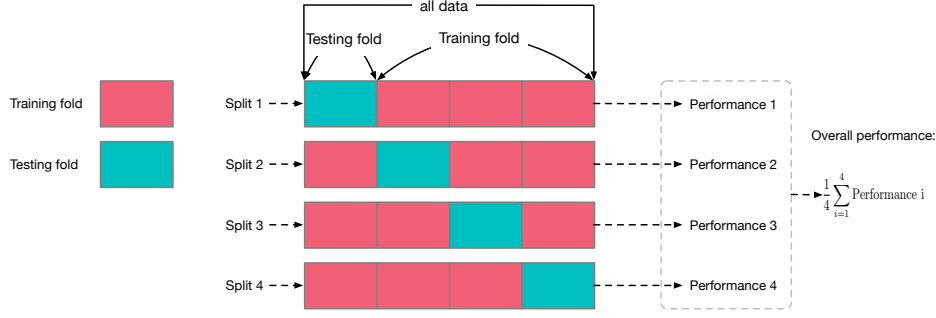 all data
Testing fold
Training fold
Training fold
Split 1
Performance 1
Overall performance:
Testing fold
Split 2
Performance 2
1/4 4∑i=1 Performance i
Split 3
Performance 3
Split 4
Performance 4